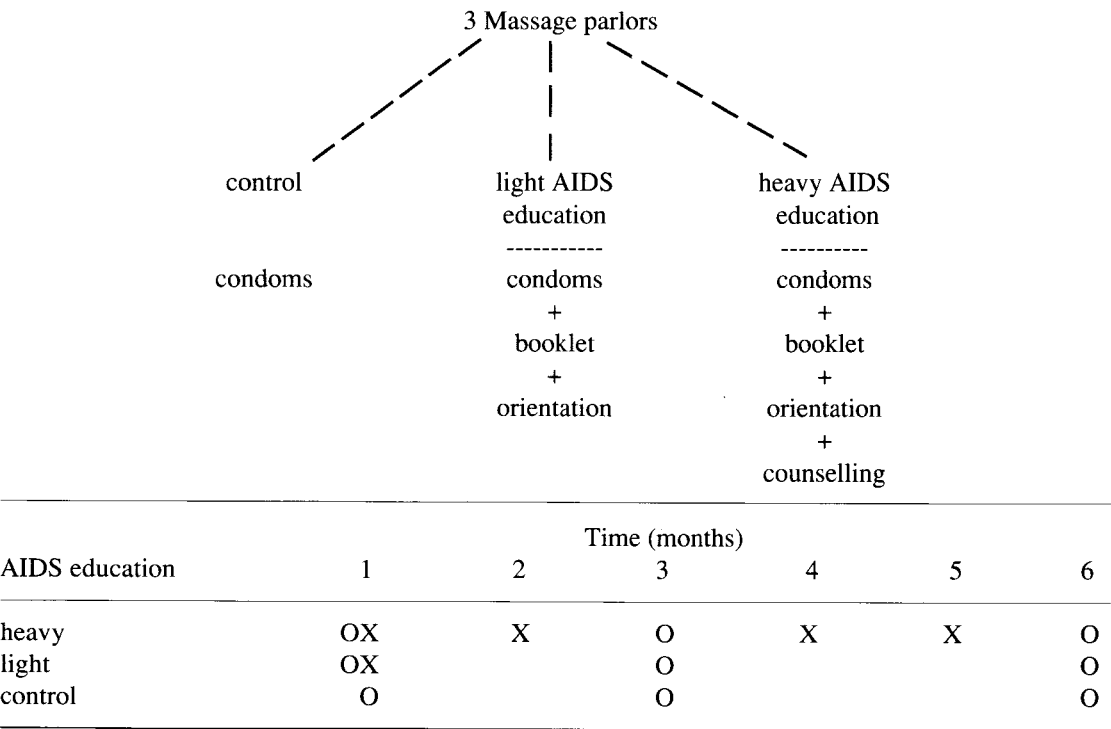 3 Massage parlors
control light AIDS education heavy AIDS education
----------- ----------
condoms condoms condoms
+ +
booklet booklet
+ +
orientation orientation
+
counselling
Time (months)
AIDS education 1 2 3 4 5 6
heavy OX X O X X O
light OX O O
control O O O